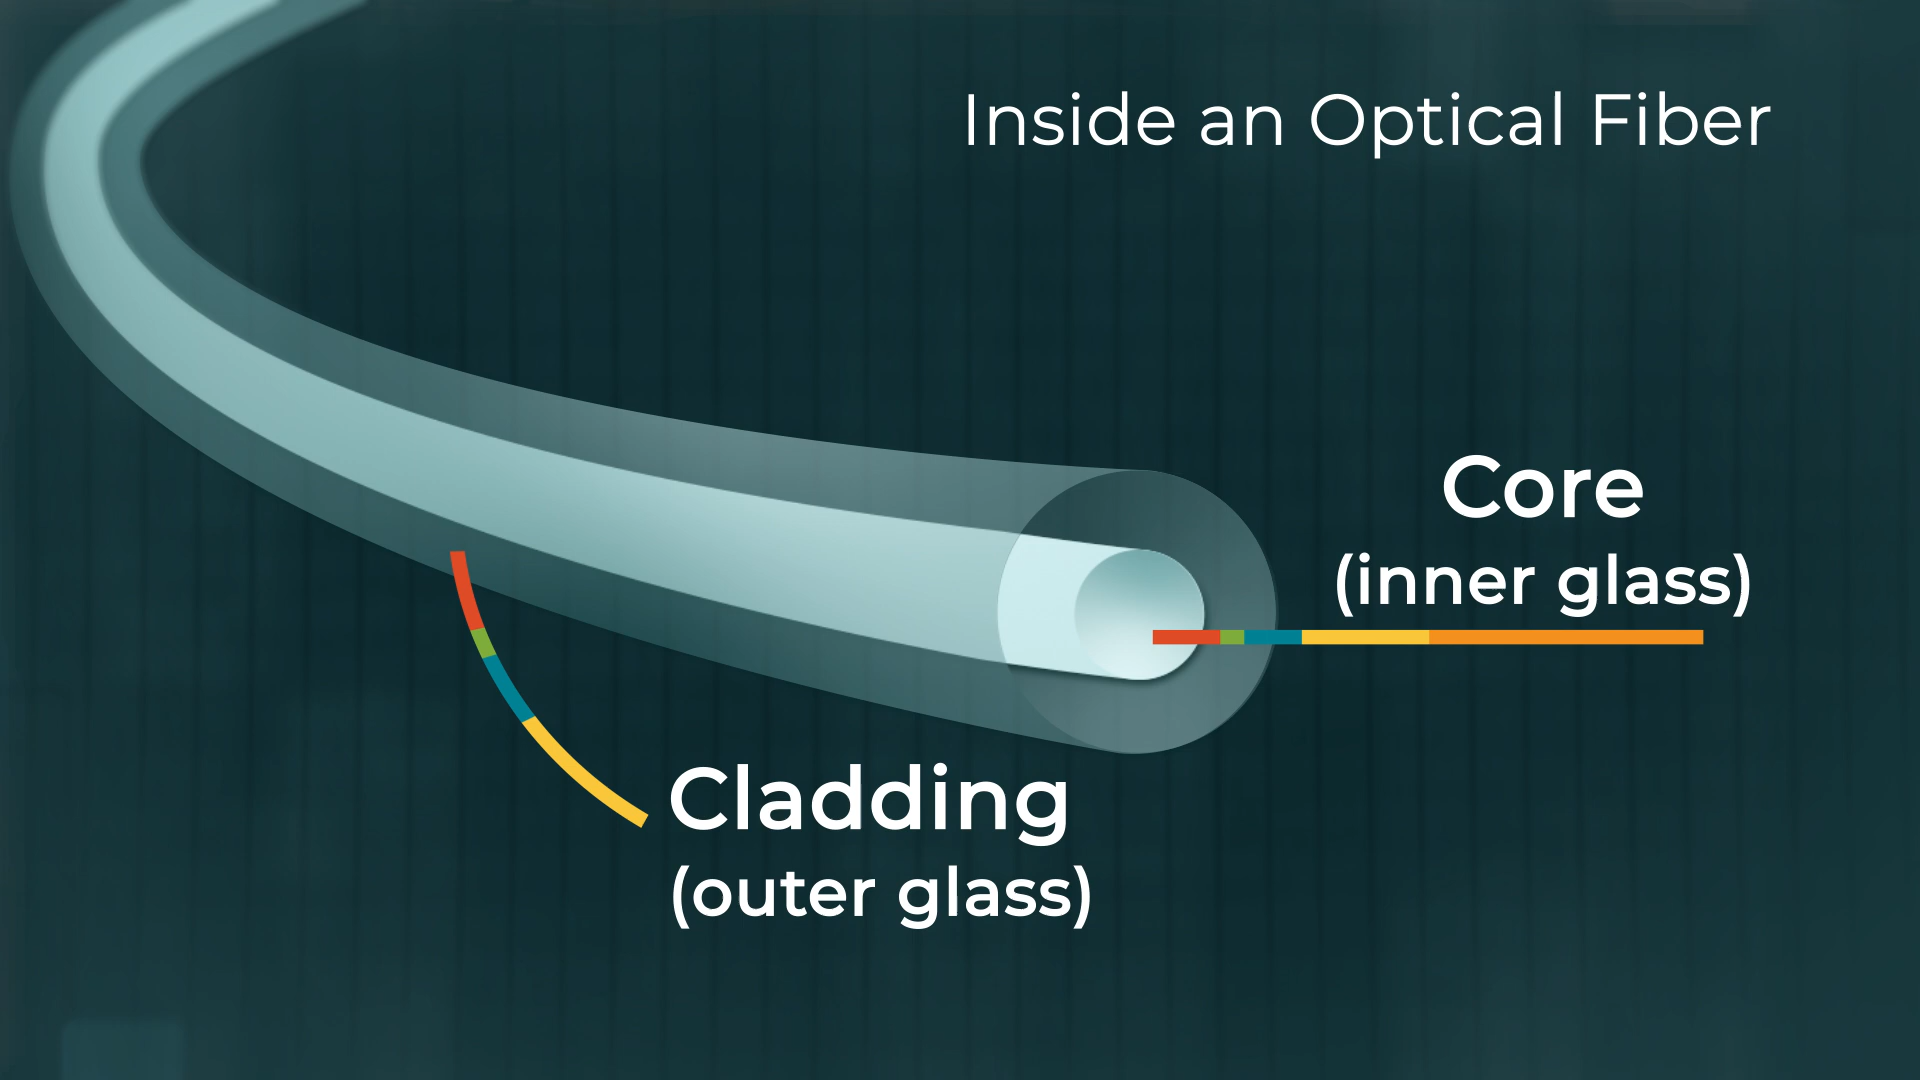 Inside an Optical Fiber
Core
(inner glass)
Cladding
(outer glass)